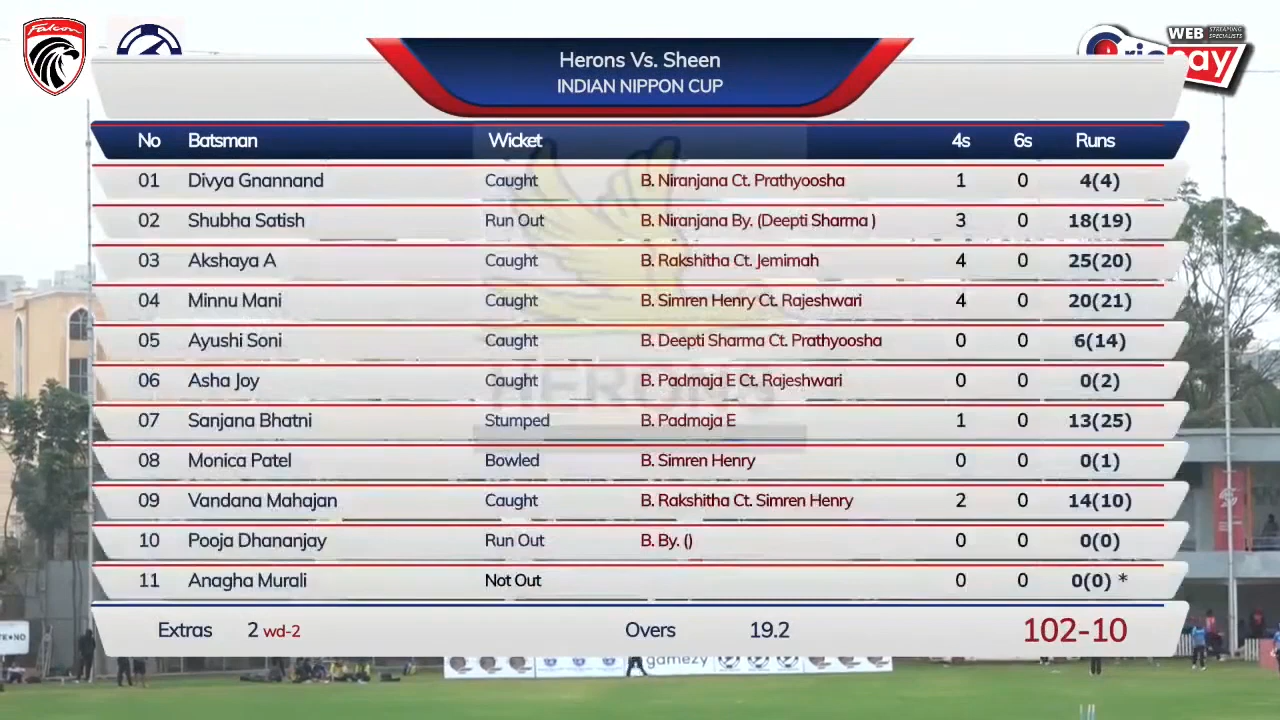 Falcon
WEB STREAMING SPECIALISTS
Herons Vs. Sheen
INDIAN NIPPON CUP
No Batsman Wicket 4s 6s Runs
01 Divya Gnannand Caught B. Niranjana Ct. Prathyoosha 1 0 4(4)
02 Shubha Satish Run Out B. Niranjana By. (Deepti Sharma ) 3 0 18(19)
03 Akshaya A Caught B. Rakshitha Ct. Jemimah 4 0 25(20)
04 Minnu Mani Caught B. Simren Henry Ct. Rajeshwari 4 0 20(21)
05 Ayushi Soni Caught B. Deepti Sharma Ct. Prathyoosha 0 0 6(14)
06 Asha Joy Caught B. Padmaja E Ct. Rajeshwari 0 0 0(2)
HERONS
07 Sanjana Bhatni Stumped B. Padmaja E 1 0 13(25)
08 Monica Patel Bowled B. Simren Henry 0 0 0(1)
09 Vandana Mahajan Caught B. Rakshitha Ct. Simren Henry 2 0 14(10)
10 Pooja Dhananjay Run Out B. By. () 0 0 0(0)
11 Anagha Murali Not Out 0 0 0(0) *
Extras 2 wd-2 Overs 19.2 102-10
gamezy